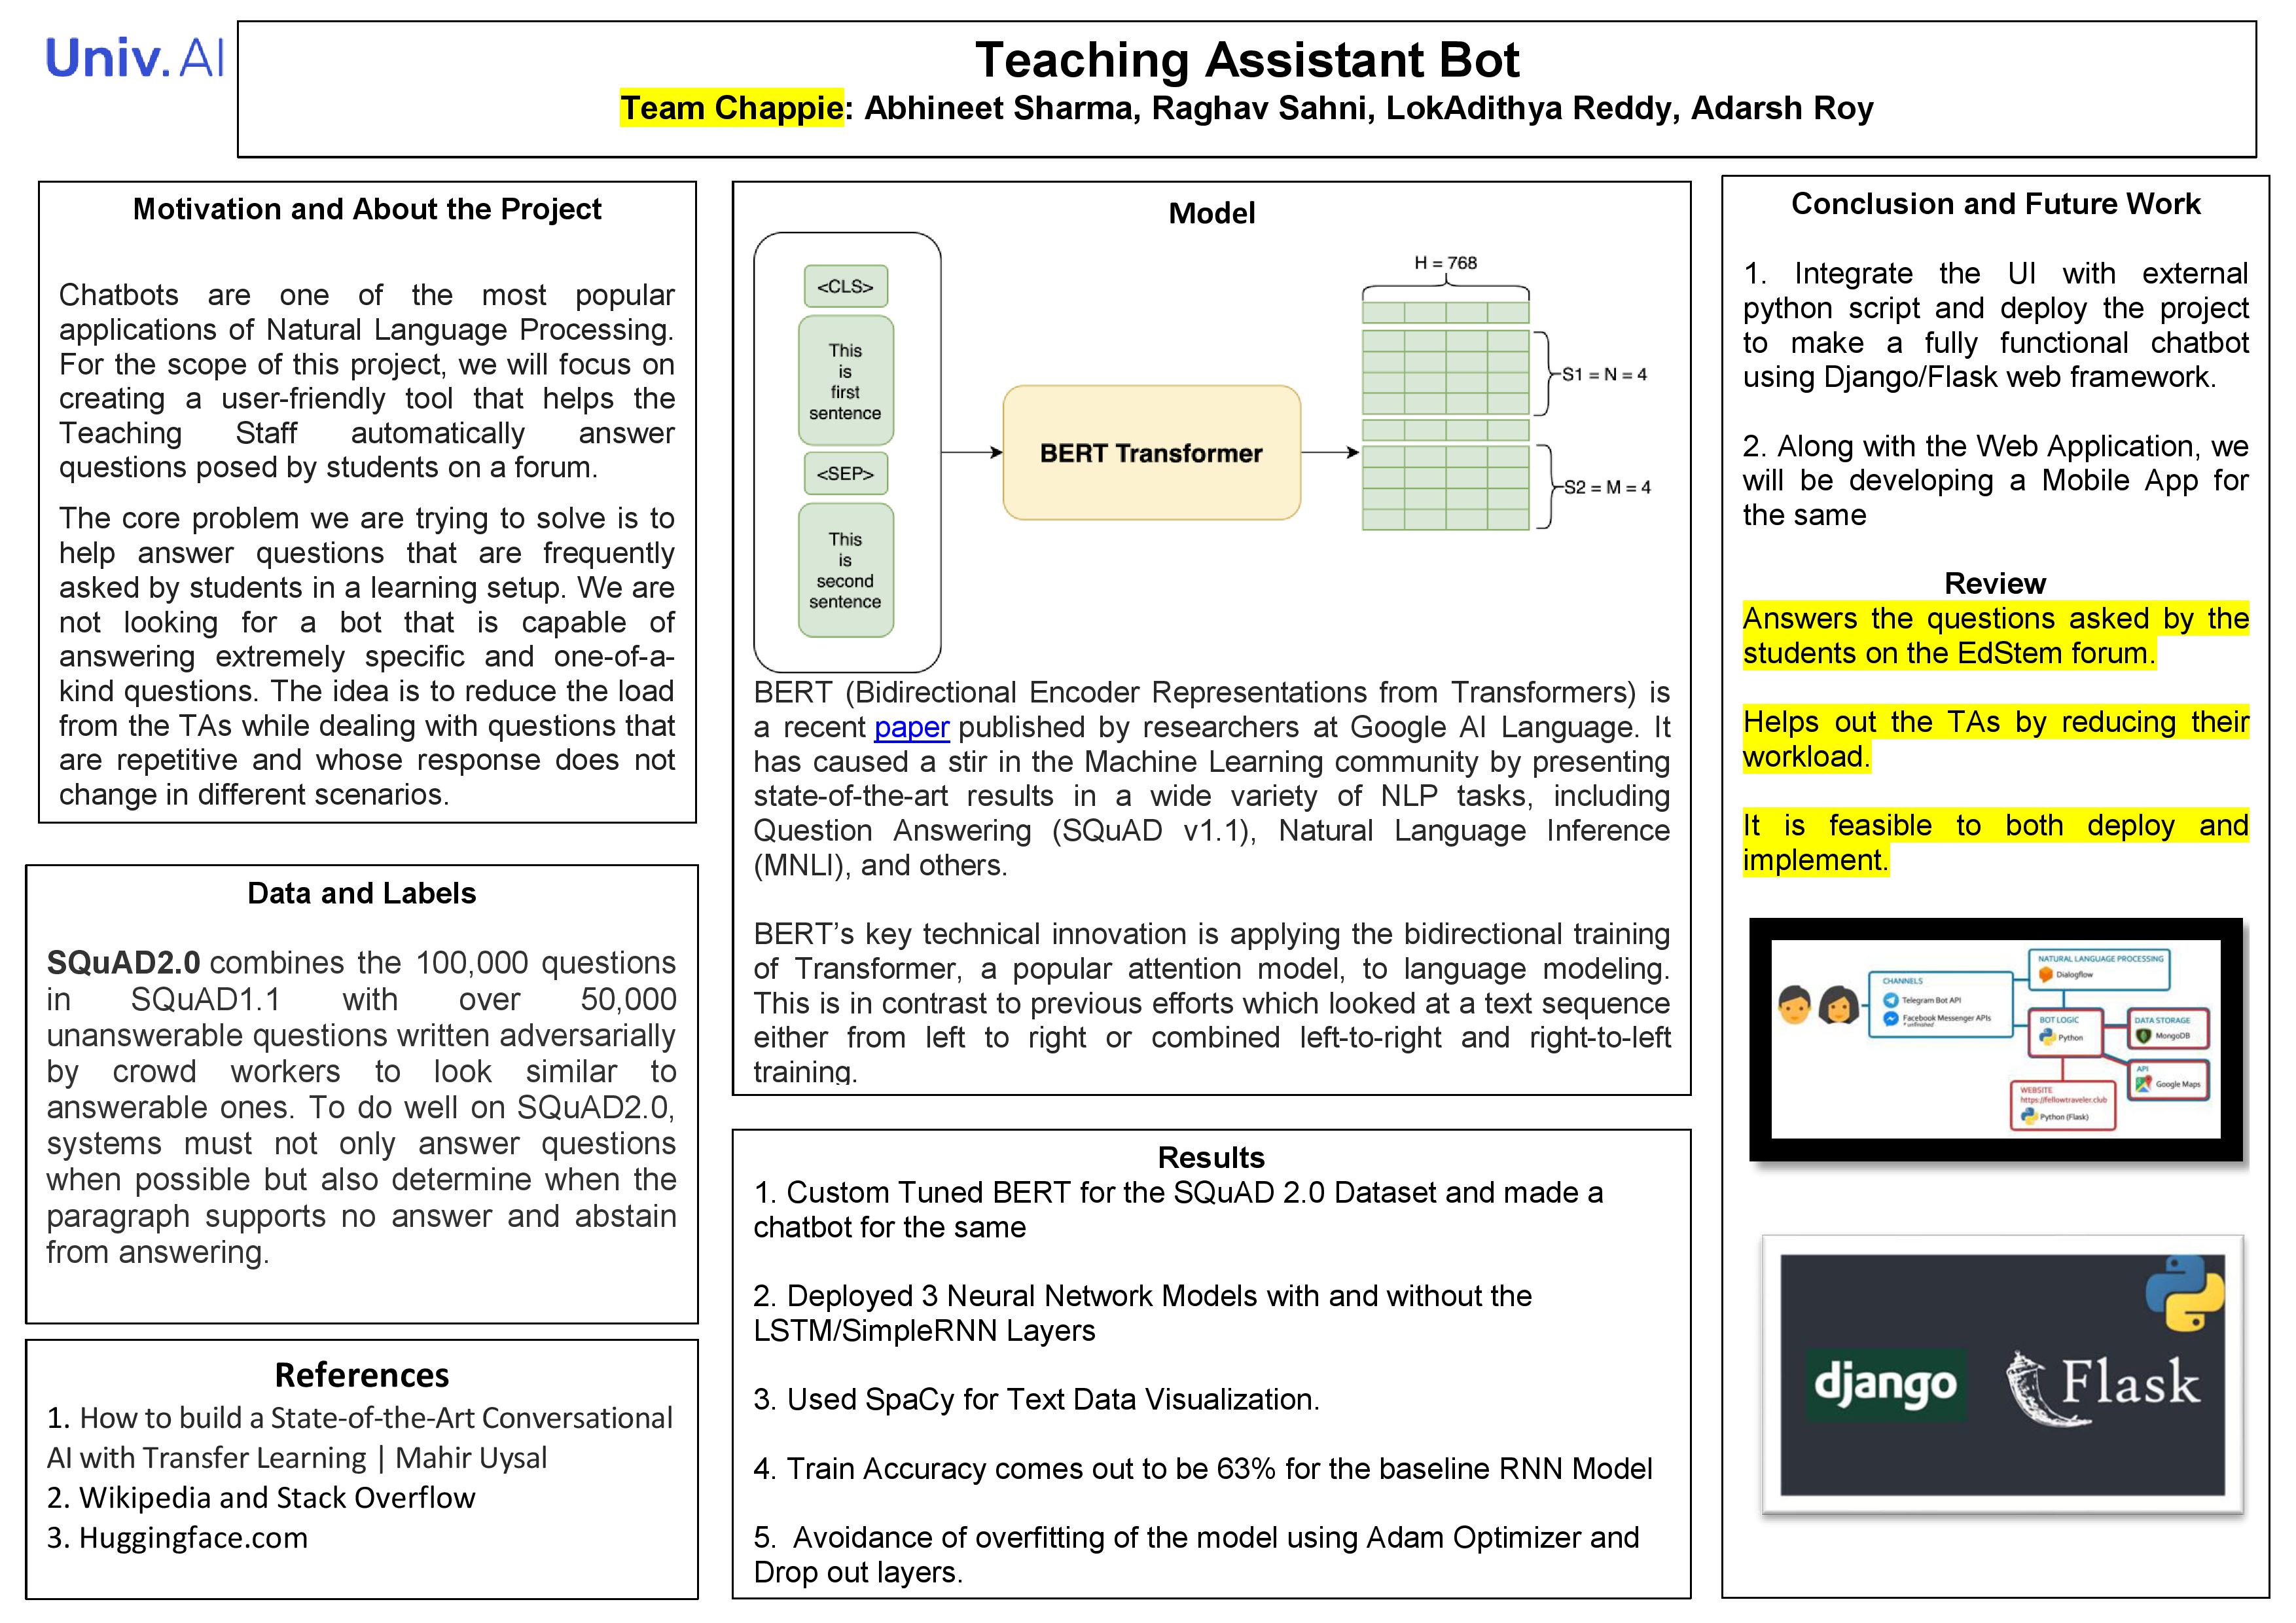 Univ.AI
Teaching Assistant Bot
Team Chappie: Abhineet Sharma, Raghav Sahni, LokAdithya Reddy, Adarsh Roy
Motivation and About the Project
Chatbots are one of the most popular
applications of Natural Language Processing.
For the scope of this project, we will focus on
creating a user-friendly tool that helps the
Teaching Staff automatically answer
questions posed by students on a forum.
The core problem we are trying to solve is to
help answer questions that are frequently
asked by students in a learning setup. We are
not looking for a bot that is capable of
answering extremely specific and one-of-a-
kind questions. The idea is to reduce the load
from the TAs while dealing with questions that
are repetitive and whose response does not
change in different scenarios.
Data and Labels
SQuAD2.0 combines the 100,000 questions
in SQuAD1.1 with over 50,000
unanswerable questions written adversarially
by crowd workers to look similar to
answerable ones. To do well on SQuAD2.0,
systems must not only answer questions
when possible but also determine when the
paragraph supports no answer and abstain
from answering.
References
1. How to build a State-of-the-Art Conversational
AI with Transfer Learning | Mahir Uysal
2. Wikipedia and Stack Overflow
3. Huggingface.com
Model
<CLS>
This
is
first
sentence
<SEP>
This
is
second
sentence
BERT Transformer
H = 768
S1 = N = 4
S2 = M = 4
BERT (Bidirectional Encoder Representations from Transformers) is
a recent paper published by researchers at Google AI Language. It
has caused a stir in the Machine Learning community by presenting
state-of-the-art results in a wide variety of NLP tasks, including
Question Answering (SQuAD v1.1), Natural Language Inference
(MNLI), and others.
BERT’s key technical innovation is applying the bidirectional training
of Transformer, a popular attention model, to language modeling.
This is in contrast to previous efforts which looked at a text sequence
either from left to right or combined left-to-right and right-to-left
training.
Results
1. Custom Tuned BERT for the SQuAD 2.0 Dataset and made a
chatbot for the same
2. Deployed 3 Neural Network Models with and without the
LSTM/SimpleRNN Layers
3. Used SpaCy for Text Data Visualization.
4. Train Accuracy comes out to be 63% for the baseline RNN Model
5. Avoidance of overfitting of the model using Adam Optimizer and
Drop out layers.
Conclusion and Future Work
1. Integrate the UI with external
python script and deploy the project
to make a fully functional chatbot
using Django/Flask web framework.
2. Along with the Web Application, we
will be developing a Mobile App for
the same
Review
Answers the questions asked by the
students on the EdStem forum.
Helps out the TAs by reducing their
workload.
It is feasible to both deploy and
implement.
CHANNELS
Telegram Bot API
Facebook Messenger APIs
* unfinished
NATURAL LANGUAGE PROCESSING
Dialogflow
BOT LOGIC
Python
DATA STORAGE
MongoDB
API
Google Maps
WEBSITE
https://fellowtraveler.club
Python (Flask)
django
Flask